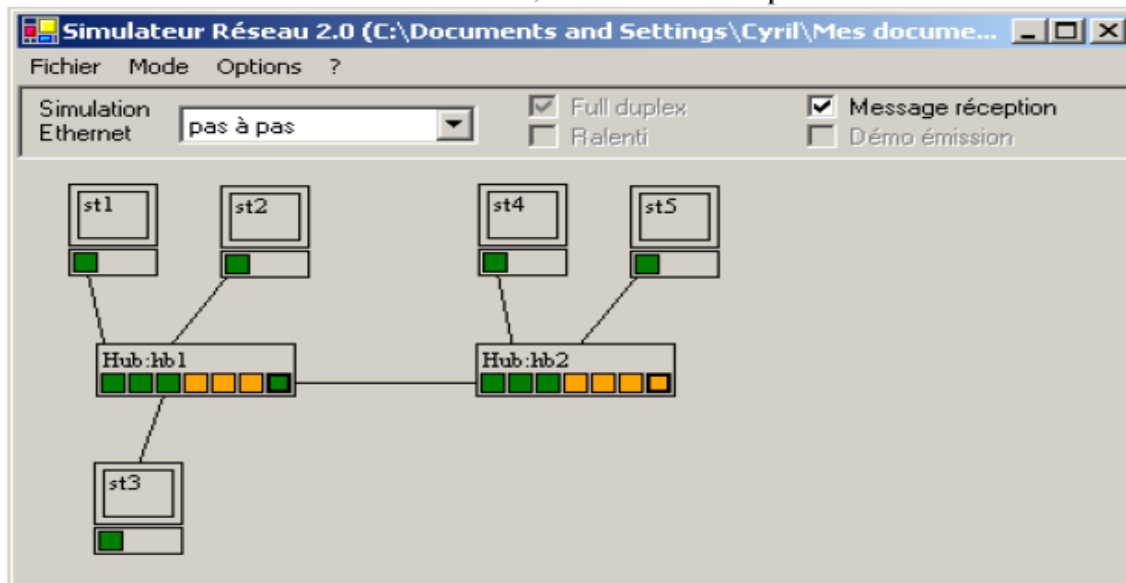 Simulateur Réseau 2.0 (C:\Documents and Settings\Cyril\Mes docume...
Fichier Mode Options ?
Simulation Ethernet
pas à pas
Full duplex
Ralenti
Message réception
Démo émission
st1
st2
st4
st5
Hub:hb1
Hub:hb2
st3